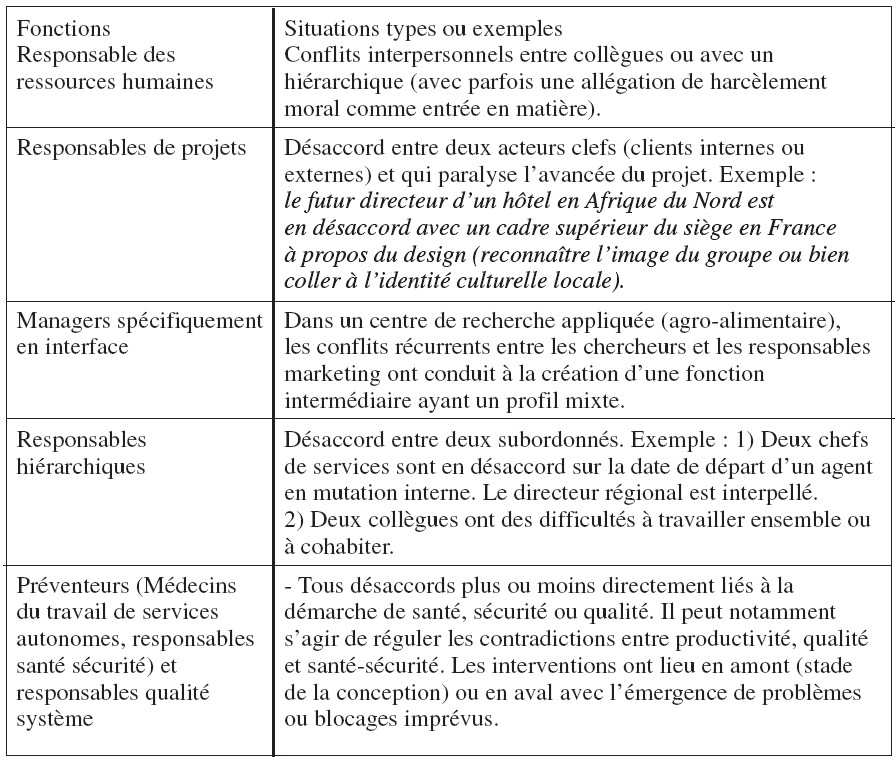 Fonctions
Responsable des
ressources humaines
Situations types ou exemples
Conflits interpersonnels entre collègues ou avec un
hiérarchique (avec parfois une allégation de harcèlement
moral comme entrée en matière).
Responsables de projets
Désaccord entre deux acteurs clefs (clients internes ou
externes) et qui paralyse l’avancée du projet. Exemple :
le futur directeur d’un hôtel en Afrique du Nord est
en désaccord avec un cadre supérieur du siège en France
à propos du design (reconnaître l’image du groupe ou bien
coller à l’identité culturelle locale).
Managers spécifiquement
en interface
Dans un centre de recherche appliquée (agro-alimentaire),
les conflits récurrents entre les chercheurs et les responsables
marketing ont conduit à la création d’une fonction
intermédiaire ayant un profil mixte.
Responsables
hiérarchiques
Désaccord entre deux subordonnés. Exemple : 1) Deux chefs
de services sont en désaccord sur la date de départ d’un agent
en mutation interne. Le directeur régional est interpellé.
2) Deux collègues ont des difficultés à travailler ensemble ou
à cohabiter.
Préventeurs (Médecins
du travail de services
autonomes, responsables
santé sécurité) et
responsables qualité
système
- Tous désaccords plus ou moins directement liés à la
démarche de santé, sécurité ou qualité. Il peut notamment
s’agir de réguler les contradictions entre productivité, qualité
et santé-sécurité. Les interventions ont lieu en amont (stade
de la conception) ou en aval avec l’émergence de problèmes
ou blocages imprévus.